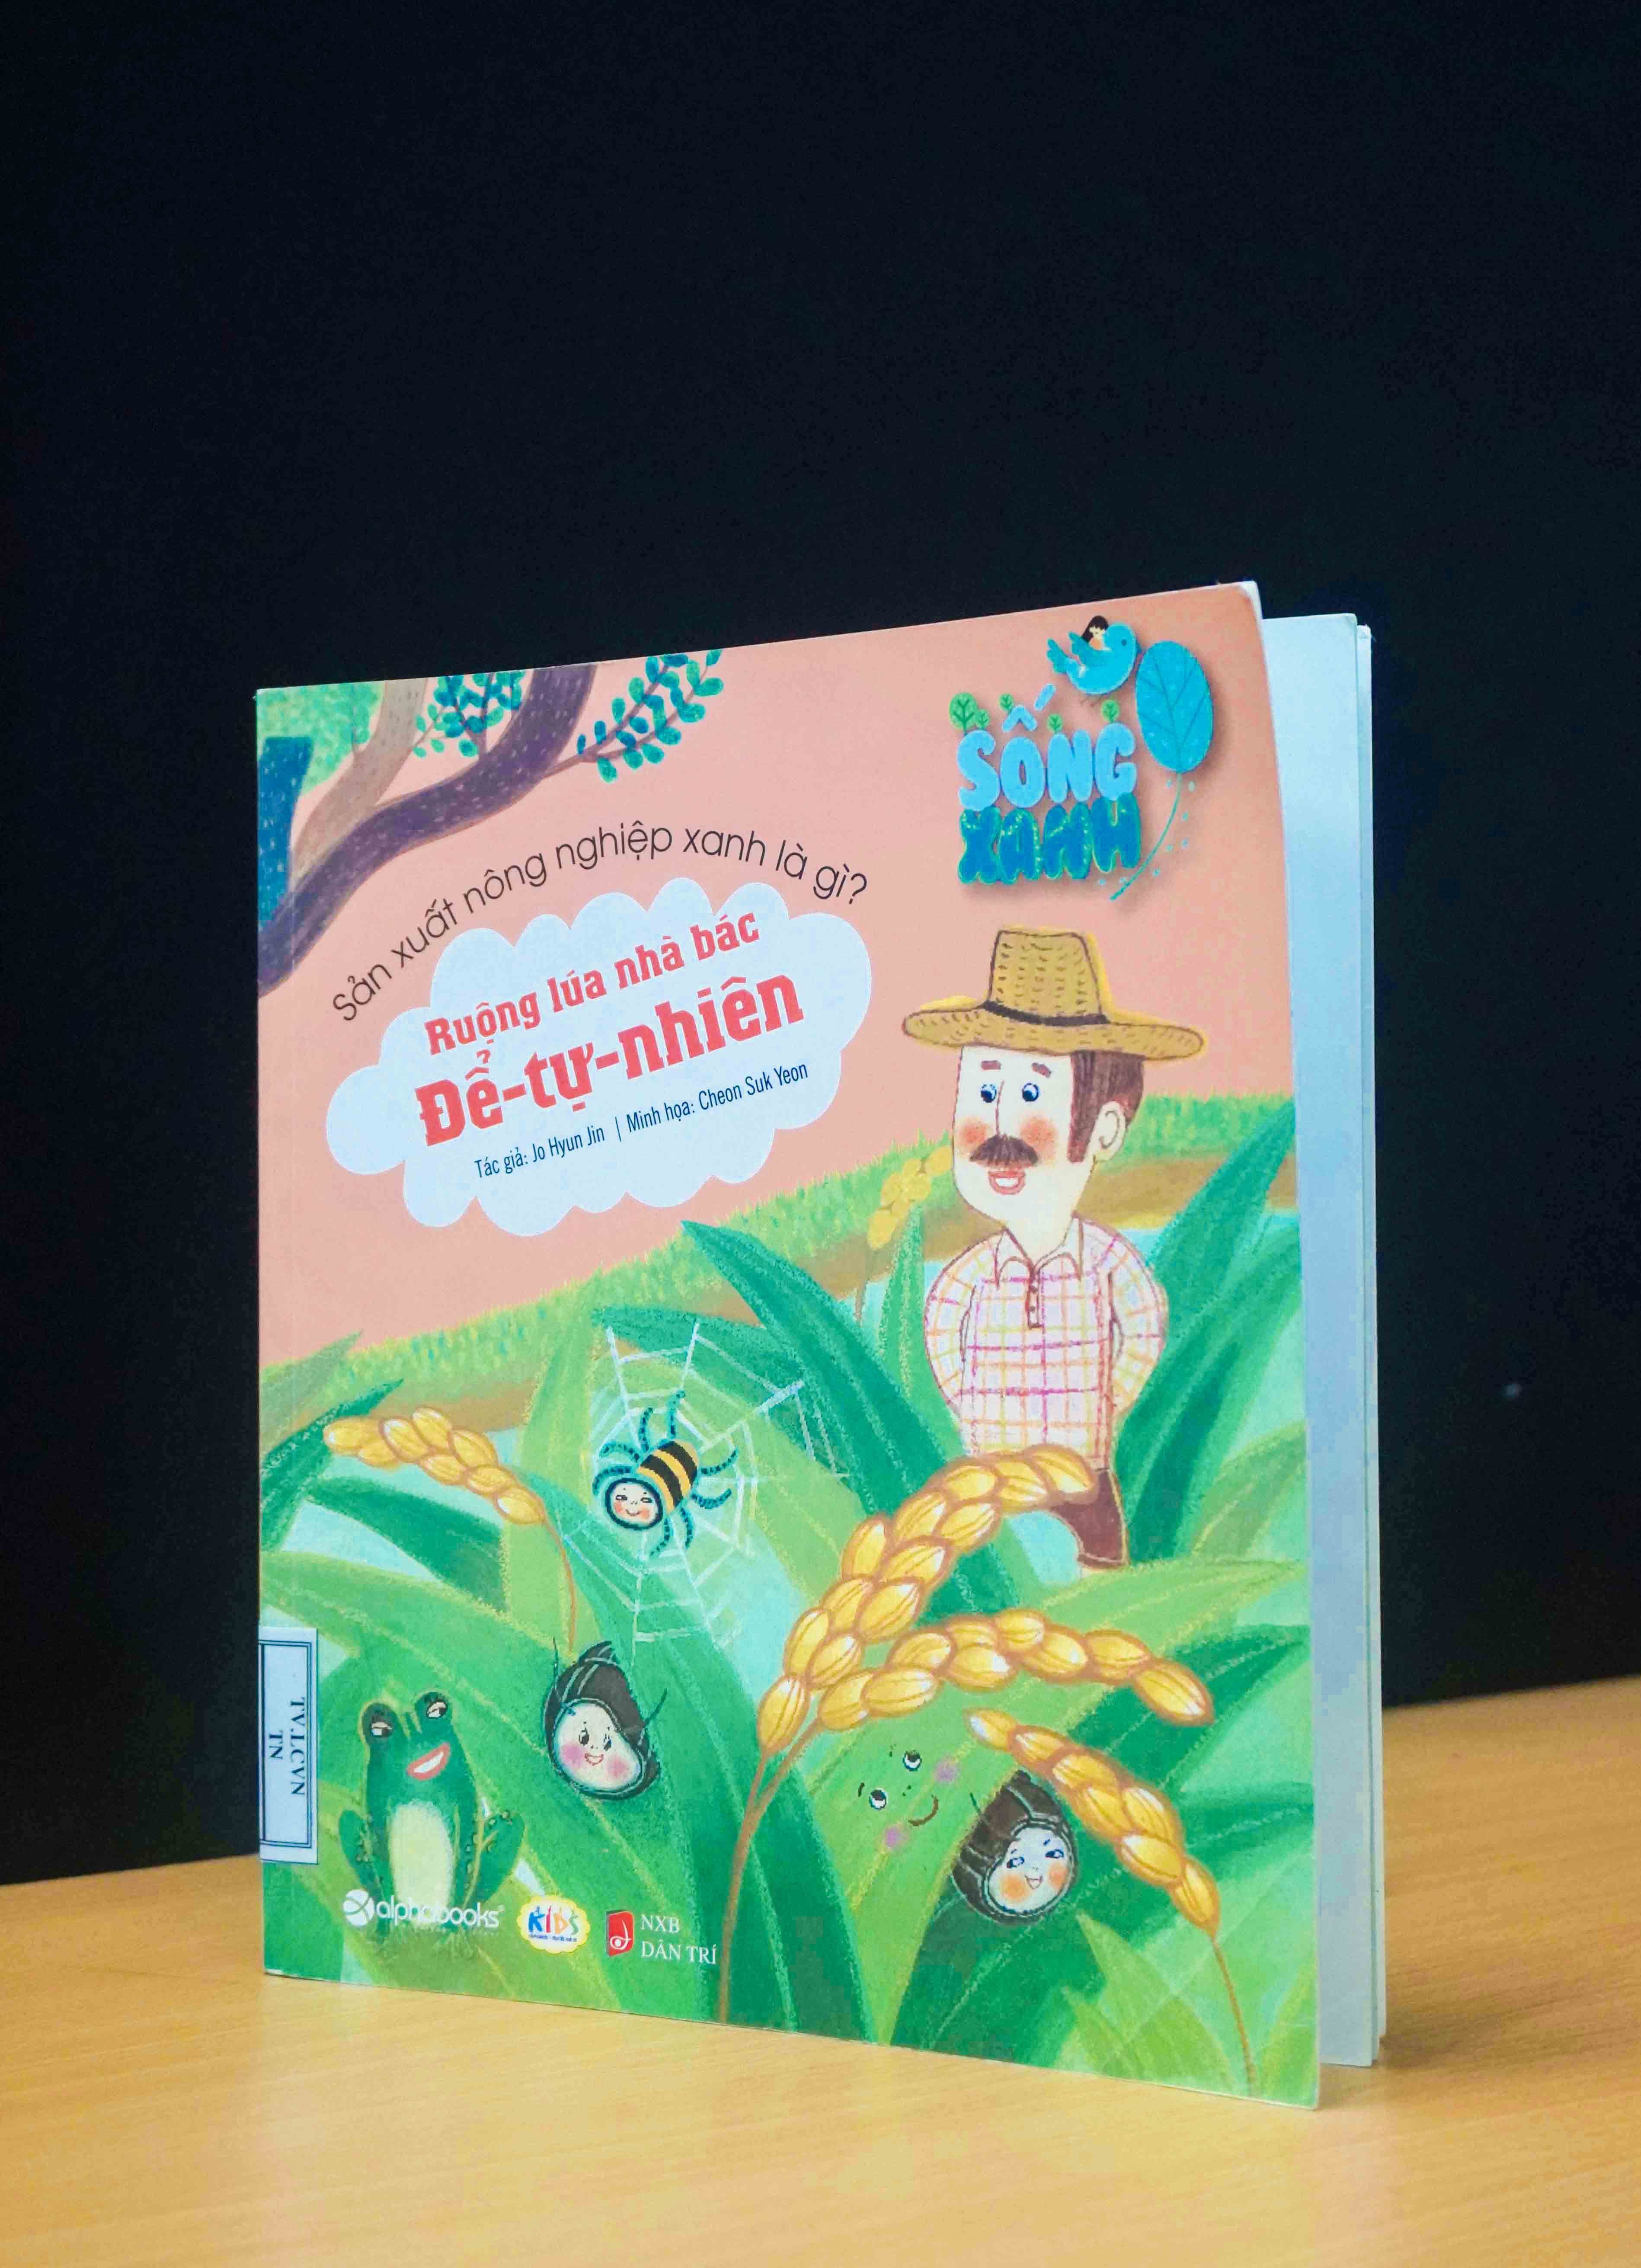 SỐNG
XANH
Sản xuất nông nghiệp xanh là gì?
Ruộng lúa nhà bác
Để-tự-nhiên
Tác giả: Jo Hyun Jin | Minh họa: Cheon Suk Yeon
TV.LCVN
TN
alphabooks
KIDS
NXB
DÂN TRÍ